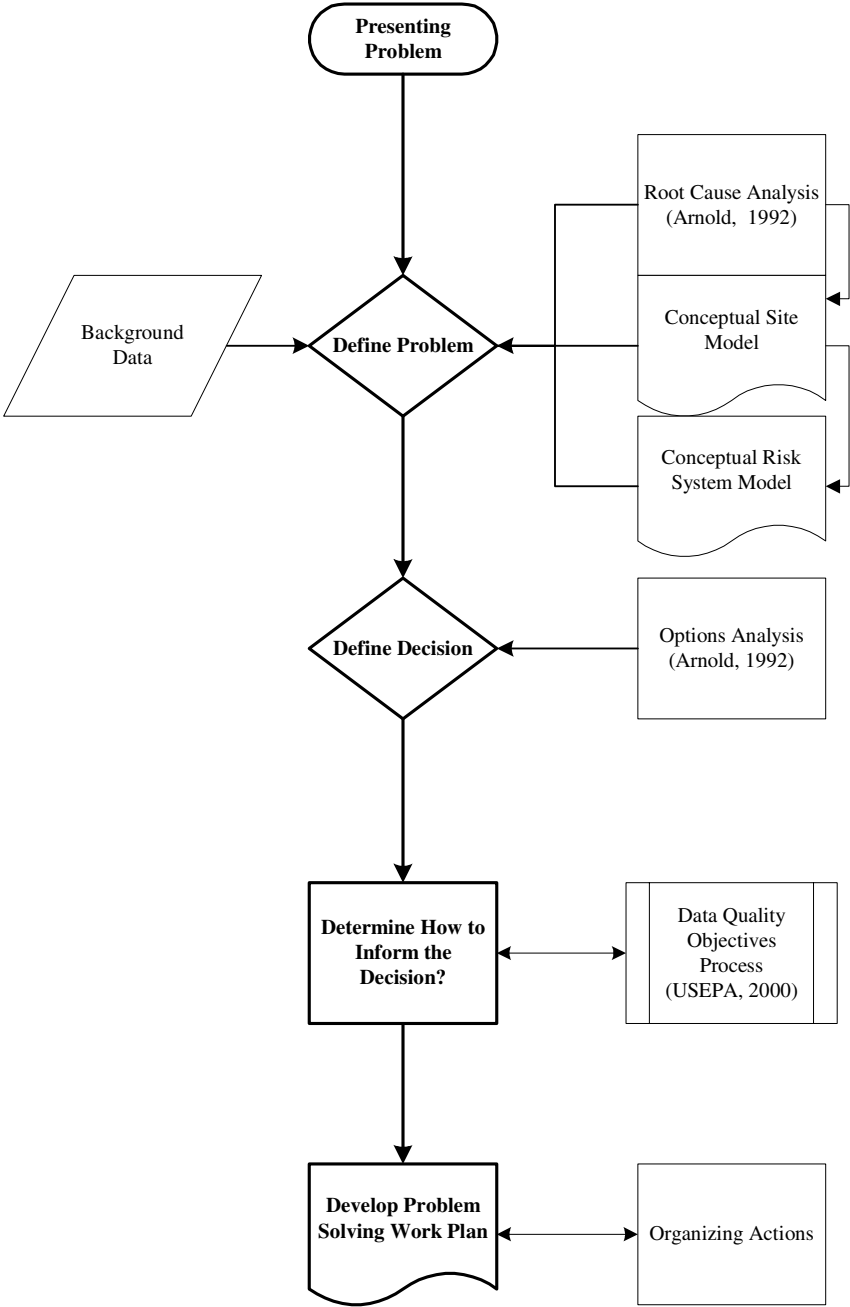 Presenting
Problem
Root Cause Analysis
(Arnold, 1992)
Background
Data
Define Problem
Conceptual Site
Model
Conceptual Risk
System Model
Define Decision
Options Analysis
(Arnold, 1992)
Determine How to
Inform the
Decision?
Data Quality
Objectives
Process
(USEPA, 2000)
Develop Problem
Solving Work Plan
Organizing Actions